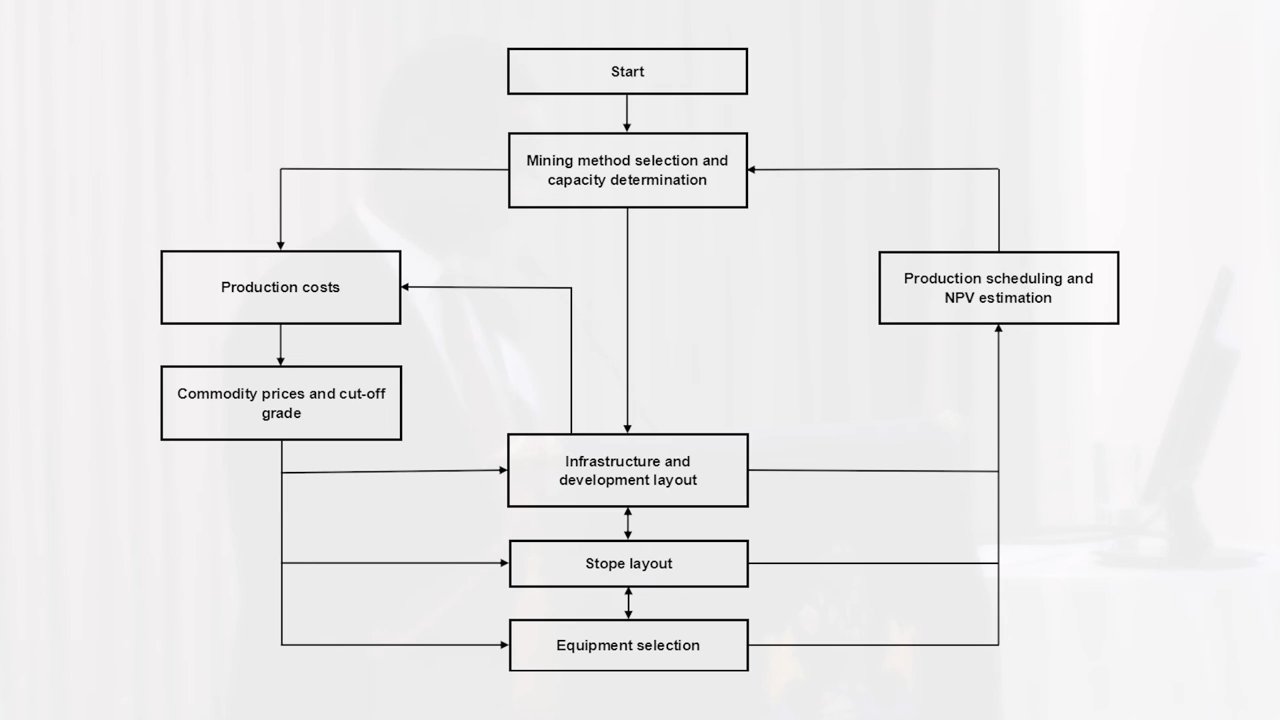 Start
Mining method selection and
capacity determination
Production costs
Production scheduling and
NPV estimation
Commodity prices and cut-off
grade
Infrastructure and
development layout
Stope layout
Equipment selection